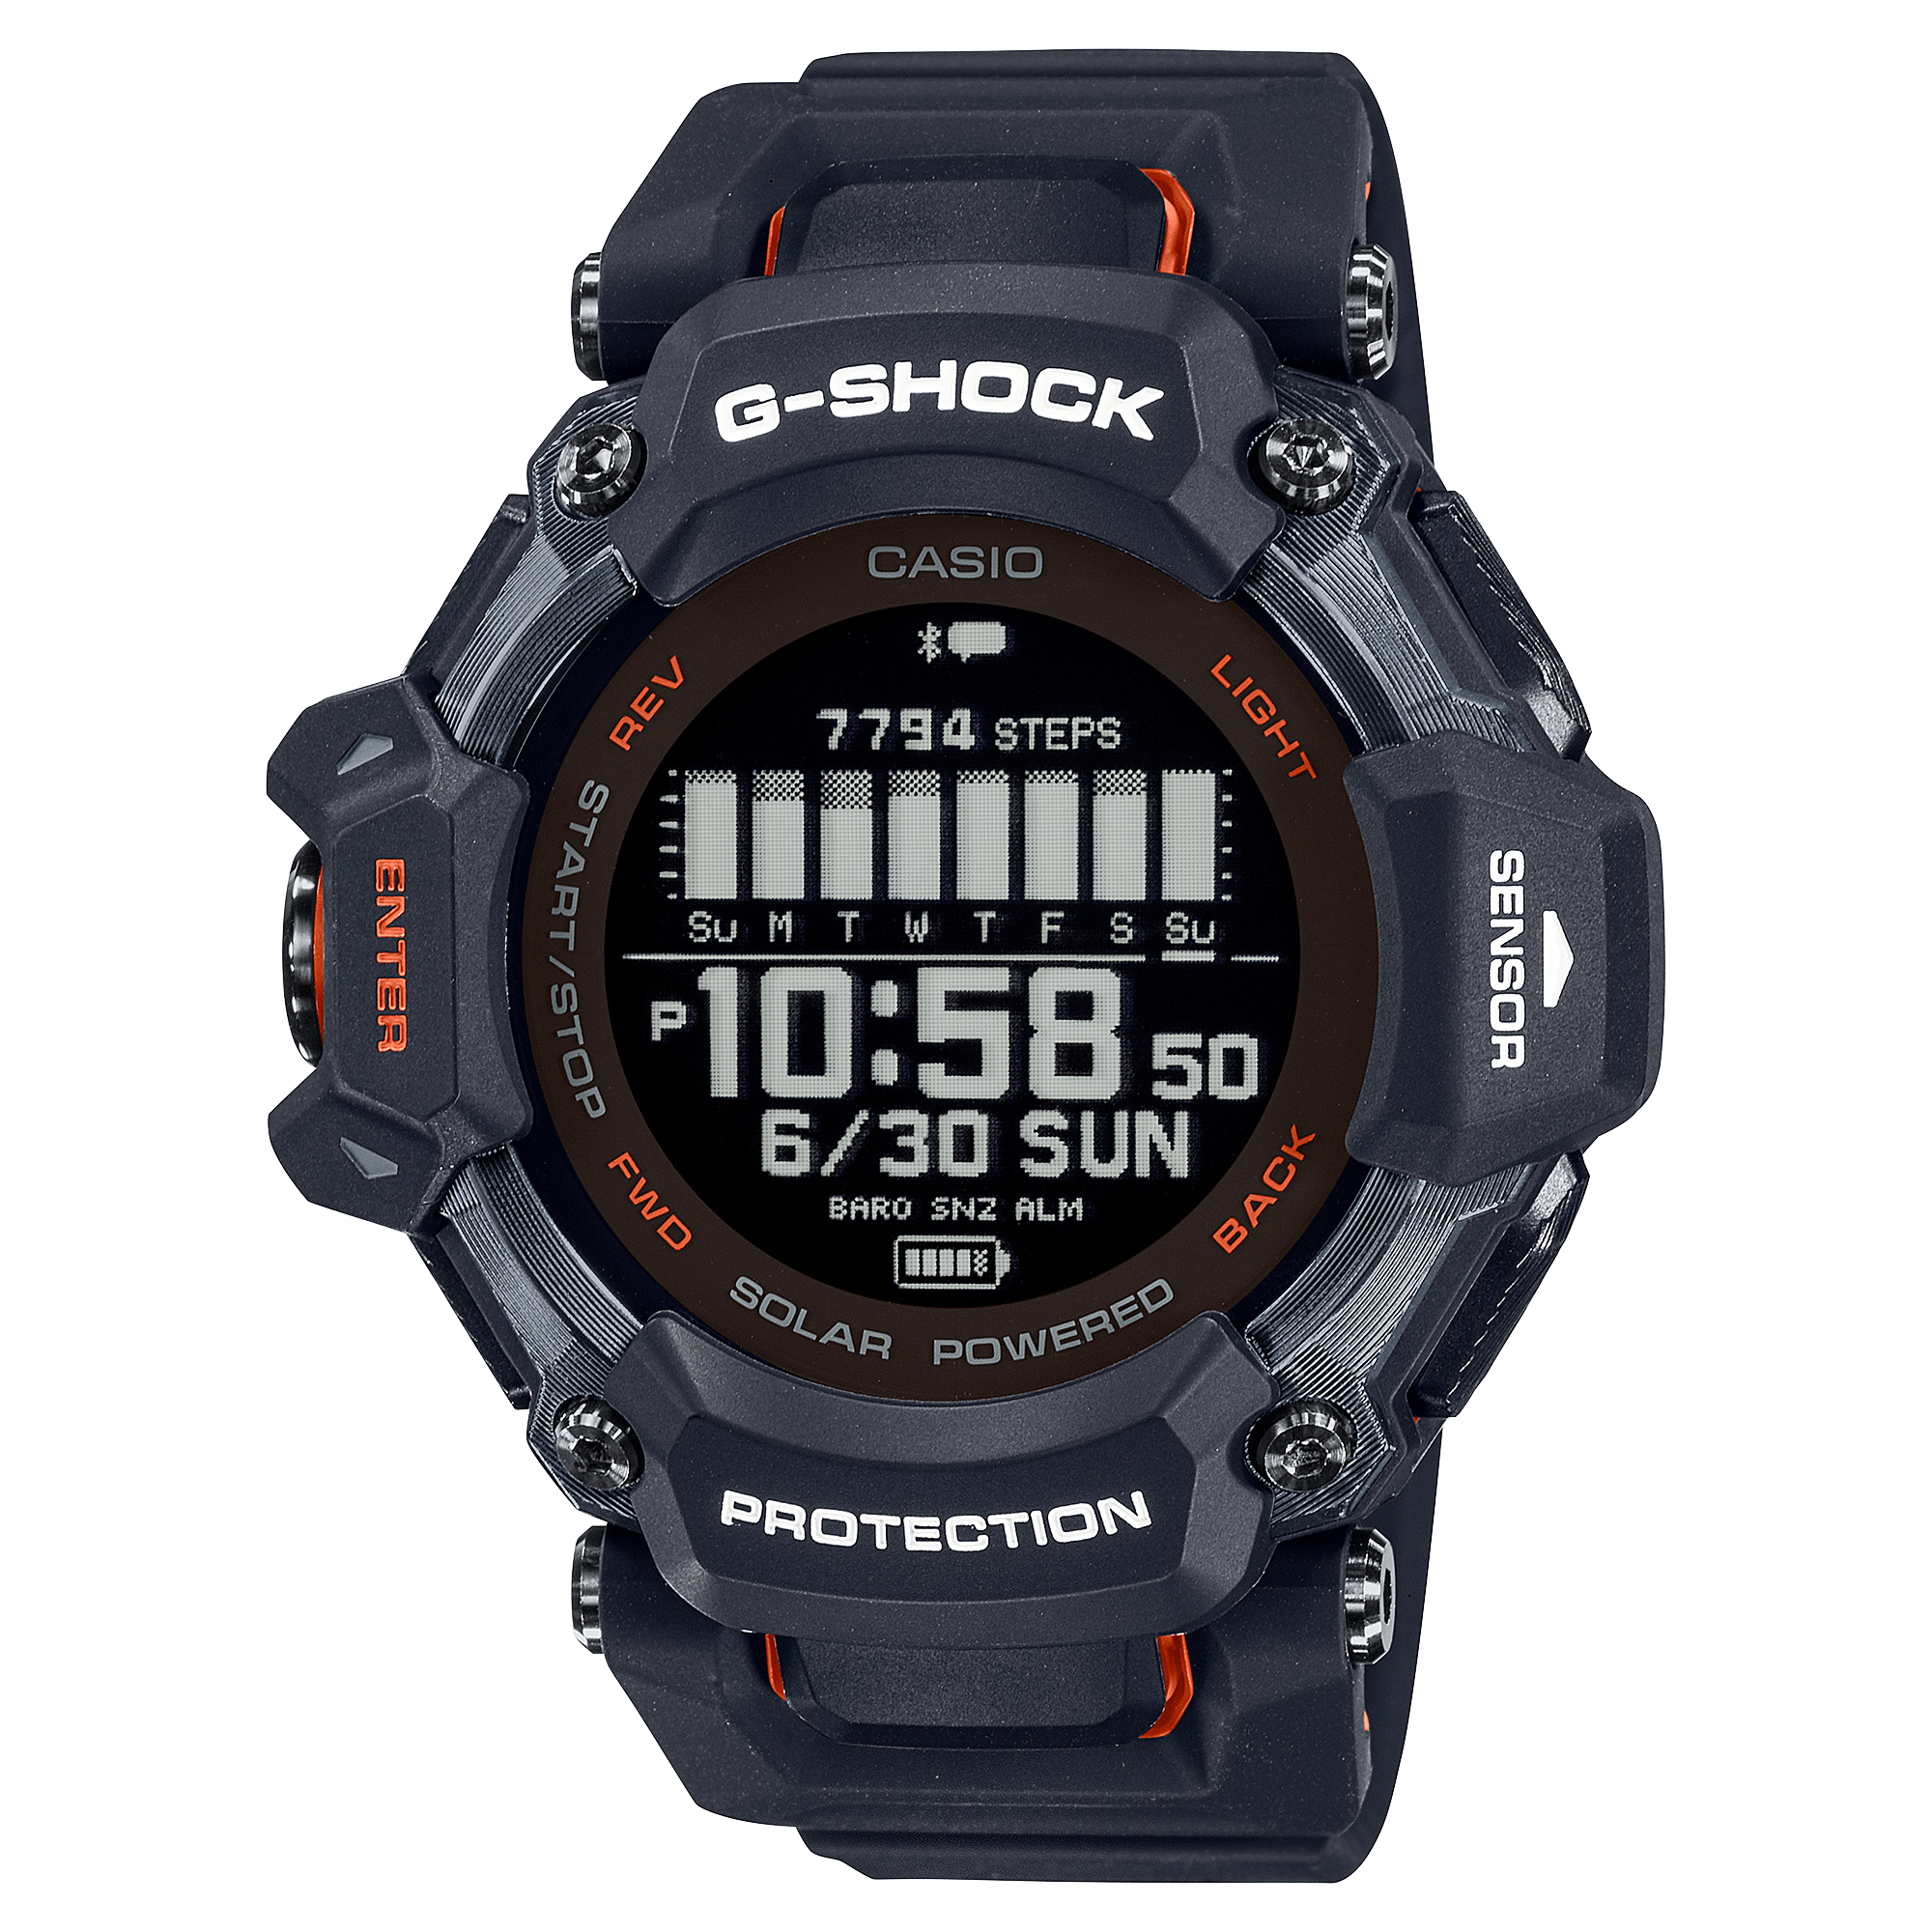 G-SHOCK
CASIO
REV
LIGHT
7794 STEPS
Su M T W T F S Su
START/STOP
ENTER
SENSOR
P 10:58 50
6/30 SUN
BARO SNZ ALM
FWD
BACK
SOLAR POWERED
PROTECTION